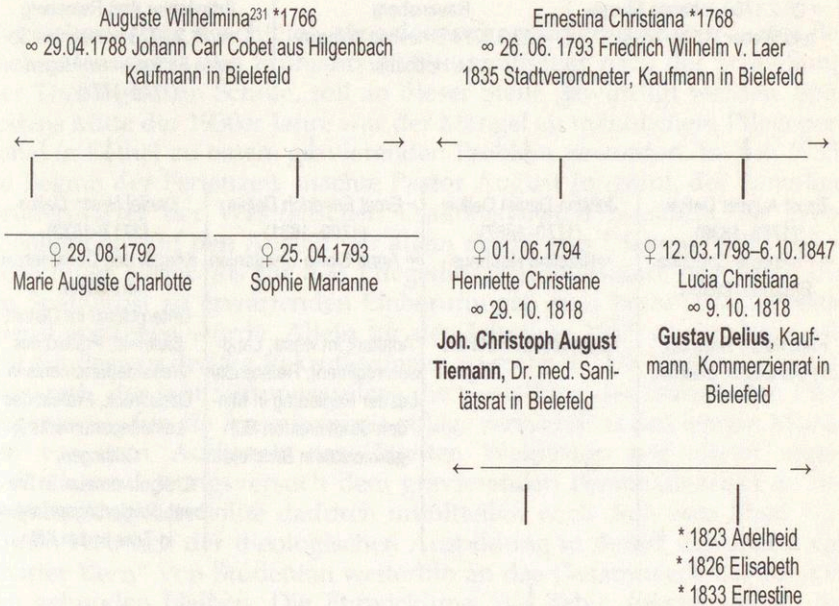 Auguste Wilhelmina²³¹ *1766
∞ 29.04.1788 Johann Carl Cobet aus Hilgenbach
Kaufmann in Bielefeld
Ernestina Christiana *1768
∞ 26. 06. 1793 Friedrich Wilhelm v. Laer
1835 Stadtverordneter, Kaufmann in Bielefeld
♀ 29.08.1792
Marie Auguste Charlotte
♀ 25.04.1793
Sophie Marianne
♀ 01. 06.1794
Henriette Christiane
∞ 29. 10. 1818
Joh. Christoph August
Tiemann, Dr. med. Sani-
tätsrat in Bielefeld
♀ 12. 03.1798–6.10.1847
Lucia Christiana
∞ 9. 10. 1818
Gustav Delius, Kauf-
mann, Kommerzienrat in
Bielefeld
* 1823 Adelheid
* 1826 Elisabeth
* 1833 Ernestine